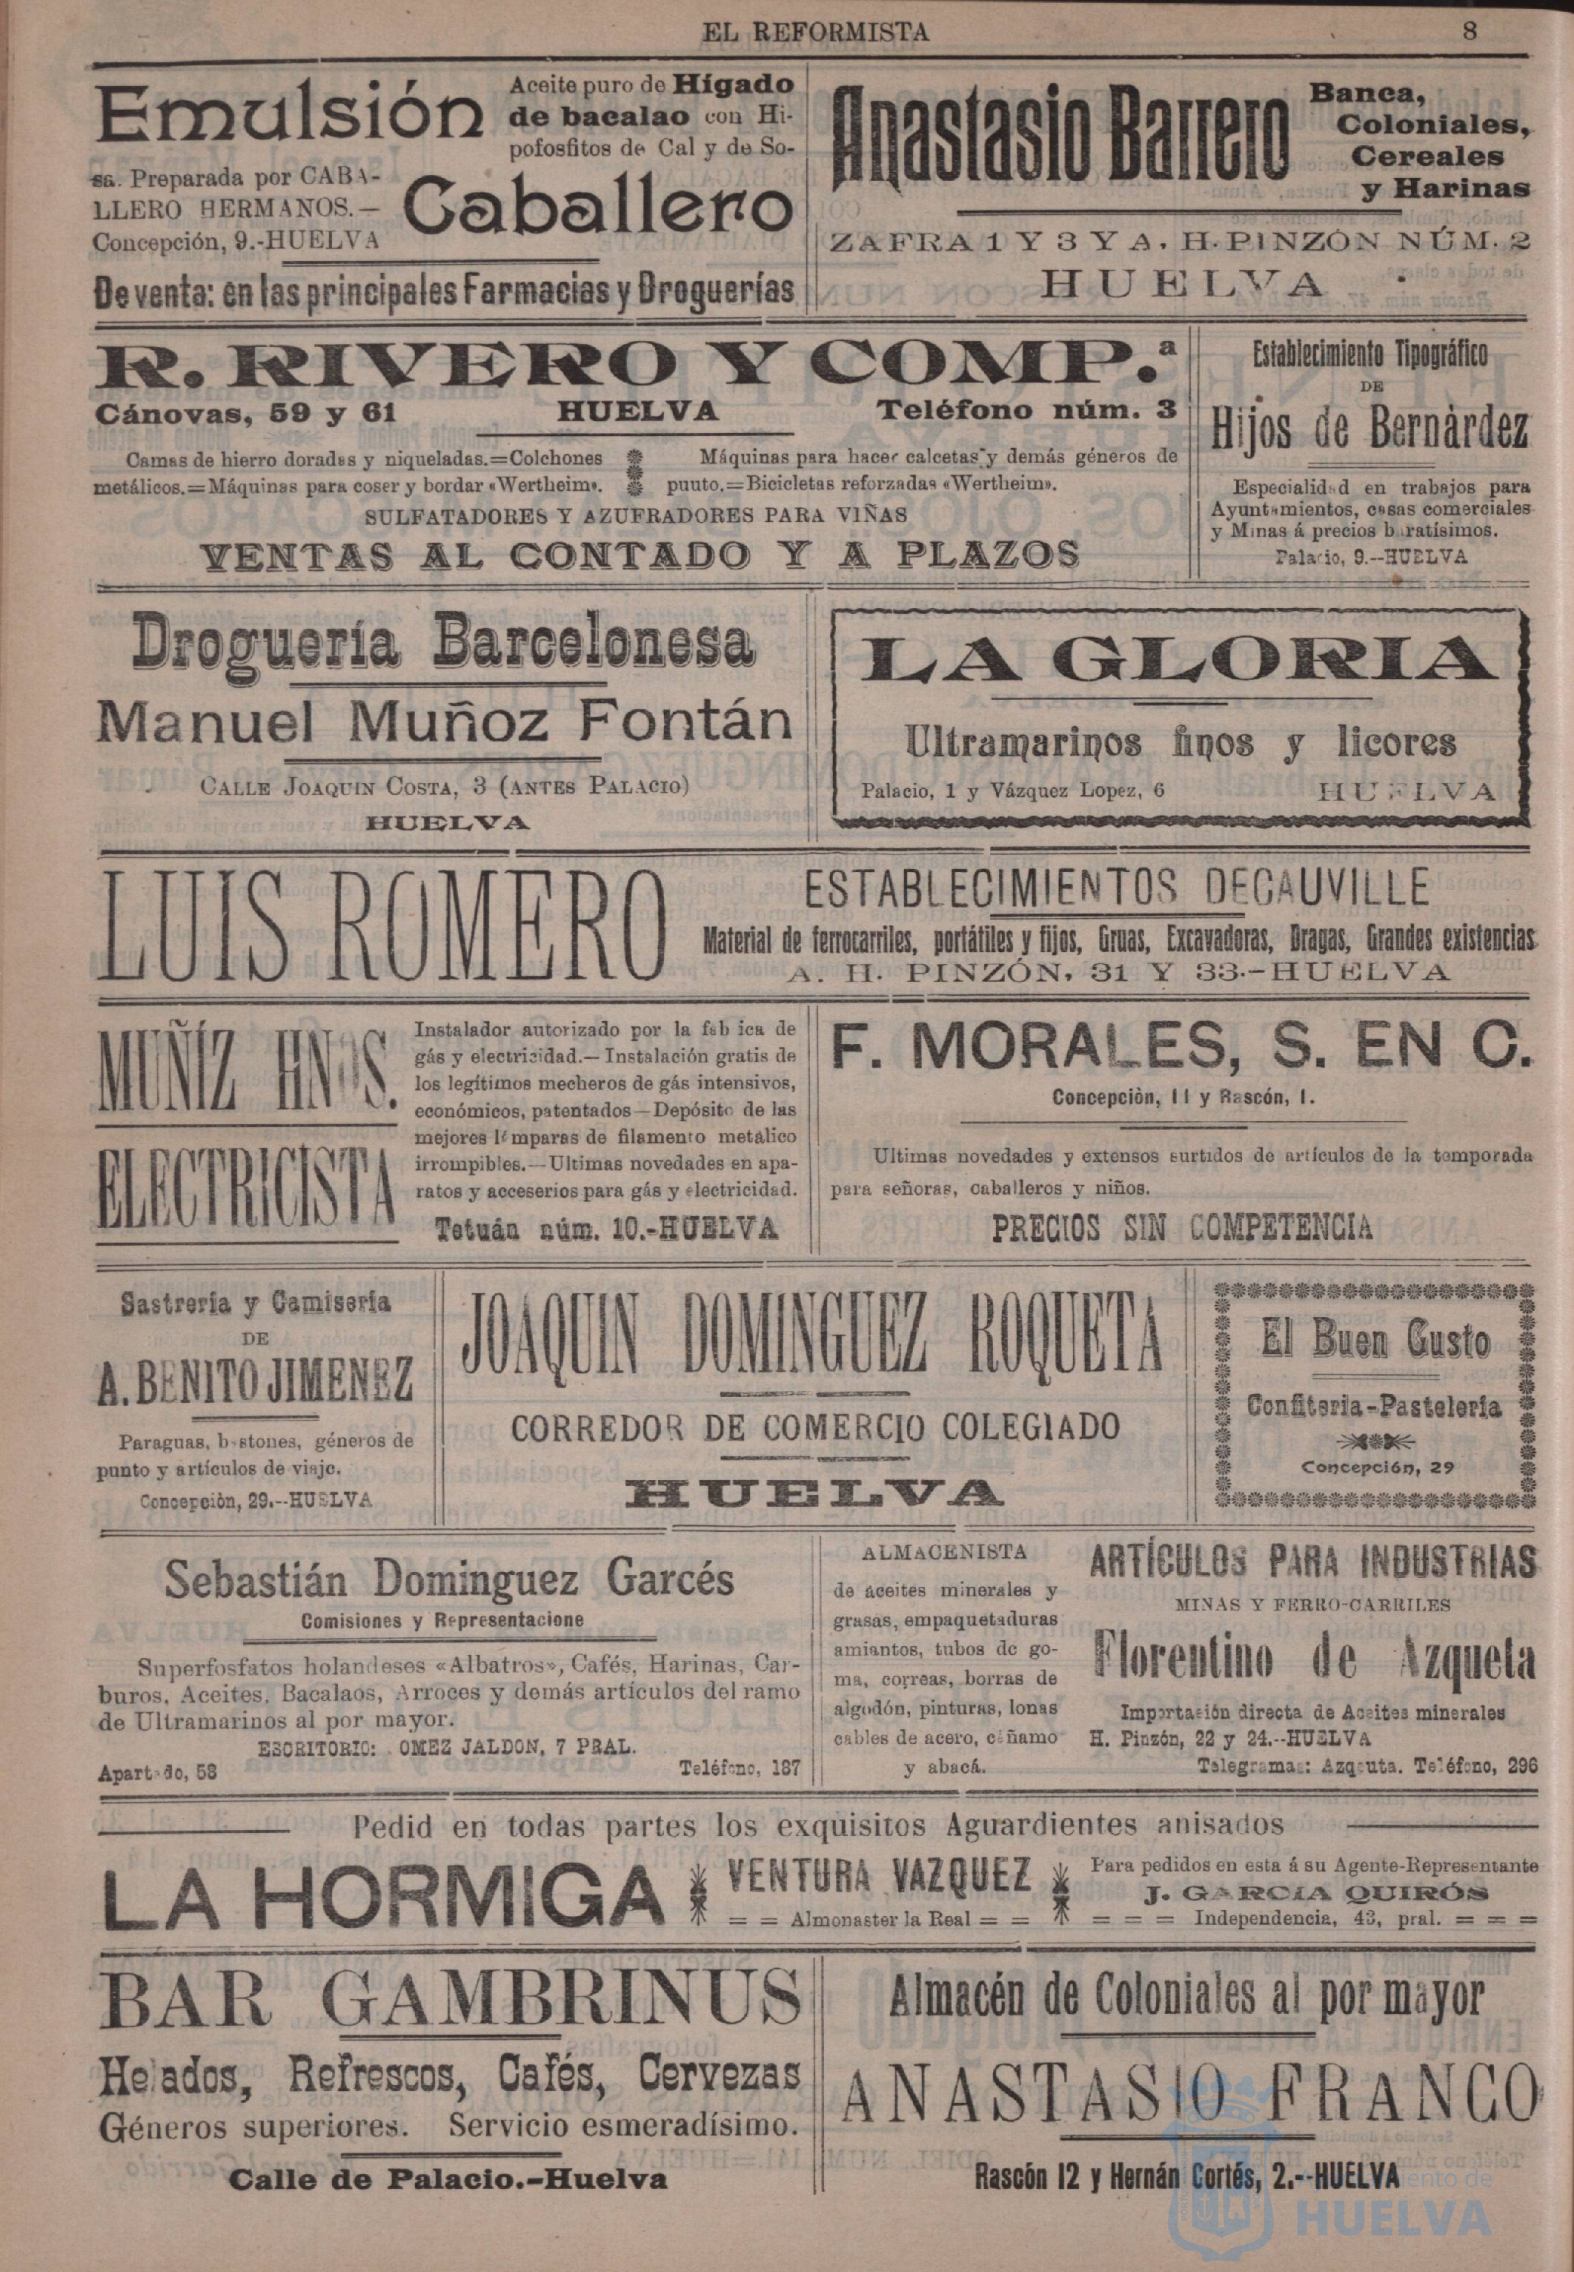 EL REFORMISTA
8
Emulsión
Aceite puro de Hígado
de bacalao con Hi-
pofosfitos de Cal y de So-
sa. Preparada por CABA-
LLERO HERMANOS.—
Concepción, 9.-HUELVA
Caballero
De venta: en las principales Farmacias y Droguerías
Anastasio Barrero
Banca,
Coloniales,
Cereales
y Harinas
ZAFRA 1 Y 3 Y A. H. PINZÓN NÚM. 2
HUELVA
R. RIVERO Y COMP.ª
Cánovas, 59 y 61
HUELVA
Teléfono núm. 3
Camas de hierro doradas y niqueladas.=Colchones
metálicos.=Máquinas para coser y bordar «Wertheim».
Máquinas para hacer calcetas y demás géneros de
puuto.=Bicicletas reforzadas «Wertheim».
SULFATADORES Y AZUFRADORES PARA VIÑAS
VENTAS AL CONTADO Y A PLAZOS
Establecimiento Tipográfico
DE
Hijos de Bernàrdez
Especialidad en trabajos para
Ayuntamientos, casas comerciales
y Minas á precios baratísimos.
Palacio, 9.--HUELVA
Droguería Barcelonesa
Manuel Muñoz Fontán
CALLE JOAQUIN COSTA, 3 (ANTES PALACIO)
HUELVA
LA GLORIA
Ultramarinos finos y licores
Palacio, 1 y Vázquez Lopez, 6
HUELVA
LUIS ROMERO
ESTABLECIMIENTOS DECAUVILLE
Material de ferrocarriles, portátiles y fijos, Gruas, Excavadoras, Dragas, Grandes existencias
A. H. PINZÓN, 31 Y 33.-HUELVA
MUÑÍZ HNOS.
ELECTRICISTA
Instalador autorizado por la fab ica de
gás y electricidad.—Instalación gratis de
los legítimos mecheros de gás intensivos,
económicos, patentados—Depósito de las
mejores lámparas de filamento metálico
irrompibles.—Ultimas novedades en apa-
ratos y acceserios para gás y electricidad.
Tetuán núm. 10.-HUELVA
F. MORALES, S. EN C.
Concepciòn, 11 y Rascón, 1.
Ultimas novedades y extensos surtidos de artículos de la temporada
para señoras, caballeros y niños.
PRECIOS SIN COMPETENCIA
Sastrería y Camisería
DE
A. BENITO JIMENEZ
Paraguas, bastones, géneros de
punto y artículos de viaje.
Concepciòn, 29.--HUELVA
JOAQUIN DOMINGUEZ ROQUETA
CORREDOR DE COMERCIO COLEGIADO
HUELVA
El Buen Gusto
Confiteria-Pastelería
Concepción, 29
Sebastián Dominguez Garcés
Comisiones y Representacione
Superfosfatos holandeses «Albatros», Cafés, Harinas, Car-
buros, Aceites, Bacalaos, Arroces y demás artículos del ramo
de Ultramarinos al por mayor.
ESCRITORIO: OMEZ JALDON, 7 PRAL.
Apartado, 58
Teléfono, 187
ALMACENISTA
de aceites minerales y
grasas, empaquetaduras
amiantos, tubos de go-
ma, correas, borras de
algodón, pinturas, lonas
cables de acero, cáñamo
y abacá.
ARTÍCULOS PARA INDUSTRIAS
MINAS Y FERRO-CARRILES
Florentino de Azqueta
Importasión directa de Aceites minerales
H. Pinzón, 22 y 24.--HUELVA
Telegramas: Azqeuta. Teléfono, 296
Pedid en todas partes los exquisitos Aguardientes anisados
LA HORMIGA
VENTURA VAZQUEZ
= = Almonaster la Real = =
Para pedidos en esta á su Agente-Representante
J. GARCIA QUIRÓS
= = = Independencia, 43, pral. = = =
BAR GAMBRINUS
Helados, Refrescos, Cafés, Cervezas
Géneros superiores. Servicio esmeradísimo.
Calle de Palacio.-Huelva
Almacén de Coloniales al por mayor
ANASTASIO FRANCO
Rascón 12 y Hernán Cortés, 2.--HUELVA
HUELVA